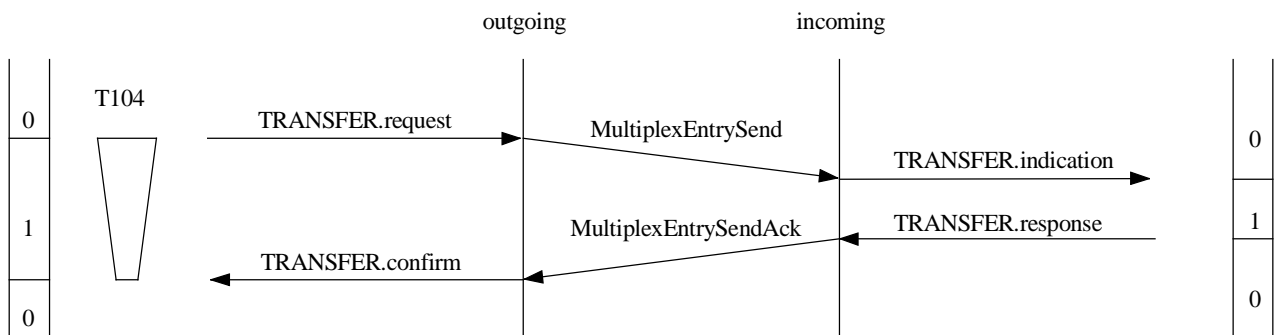 outgoing
incoming
T104
0
TRANSFER.request
MultiplexEntrySend
0
TRANSFER.indication
1
MultiplexEntrySendAck
TRANSFER.response
1
TRANSFER.confirm
0
0